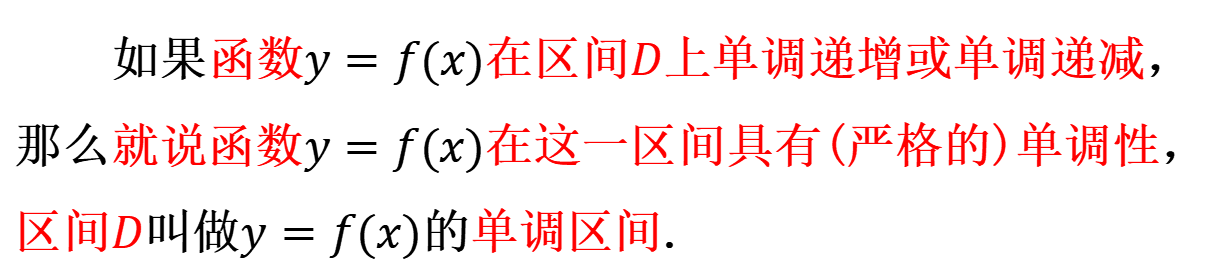 如果函数y = f(x)在区间D上单调递增或单调递减，
那么就说函数y = f(x)在这一区间具有(严格的)单调性，
区间D叫做y = f(x)的单调区间.